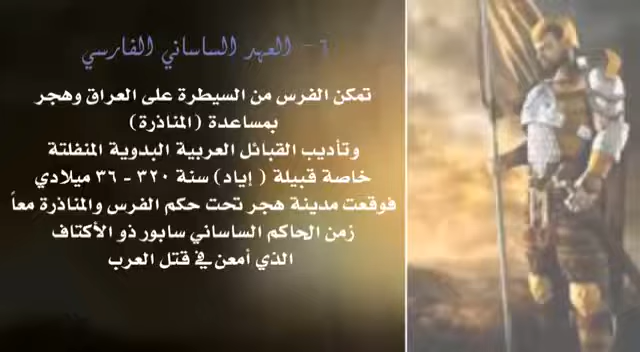 ٦- العهد الساساني الفارسي
تمكن الفرس من السيطرة على العراق وهجر
بمساعدة (المناذرة)
وتأديب القبائل العربية البدوية المنفلتة
خاصة قبيلة ( إياد) سنة ٣٢٠ - ٣٦ ميلادي
فوقعت مدينة هجر تحت حكم الفرس والمناذرة معاً
زمن الحاكم الساساني سابور ذو الأكتاف
الذي أمعن في قتل العرب